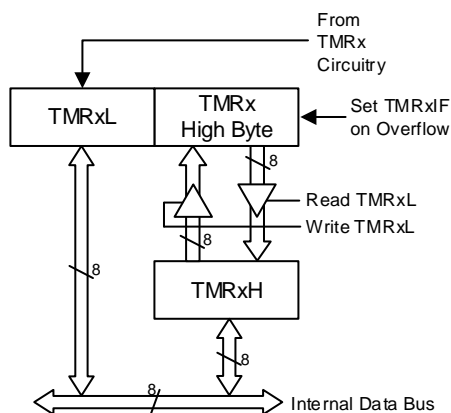 From
TMRx
Circuitry
TMRxL
TMRx
High Byte
Set TMRxIF
on Overflow
8
8
Read TMRxL
Write TMRxL
8
TMRxH
8
8
8
Internal Data Bus